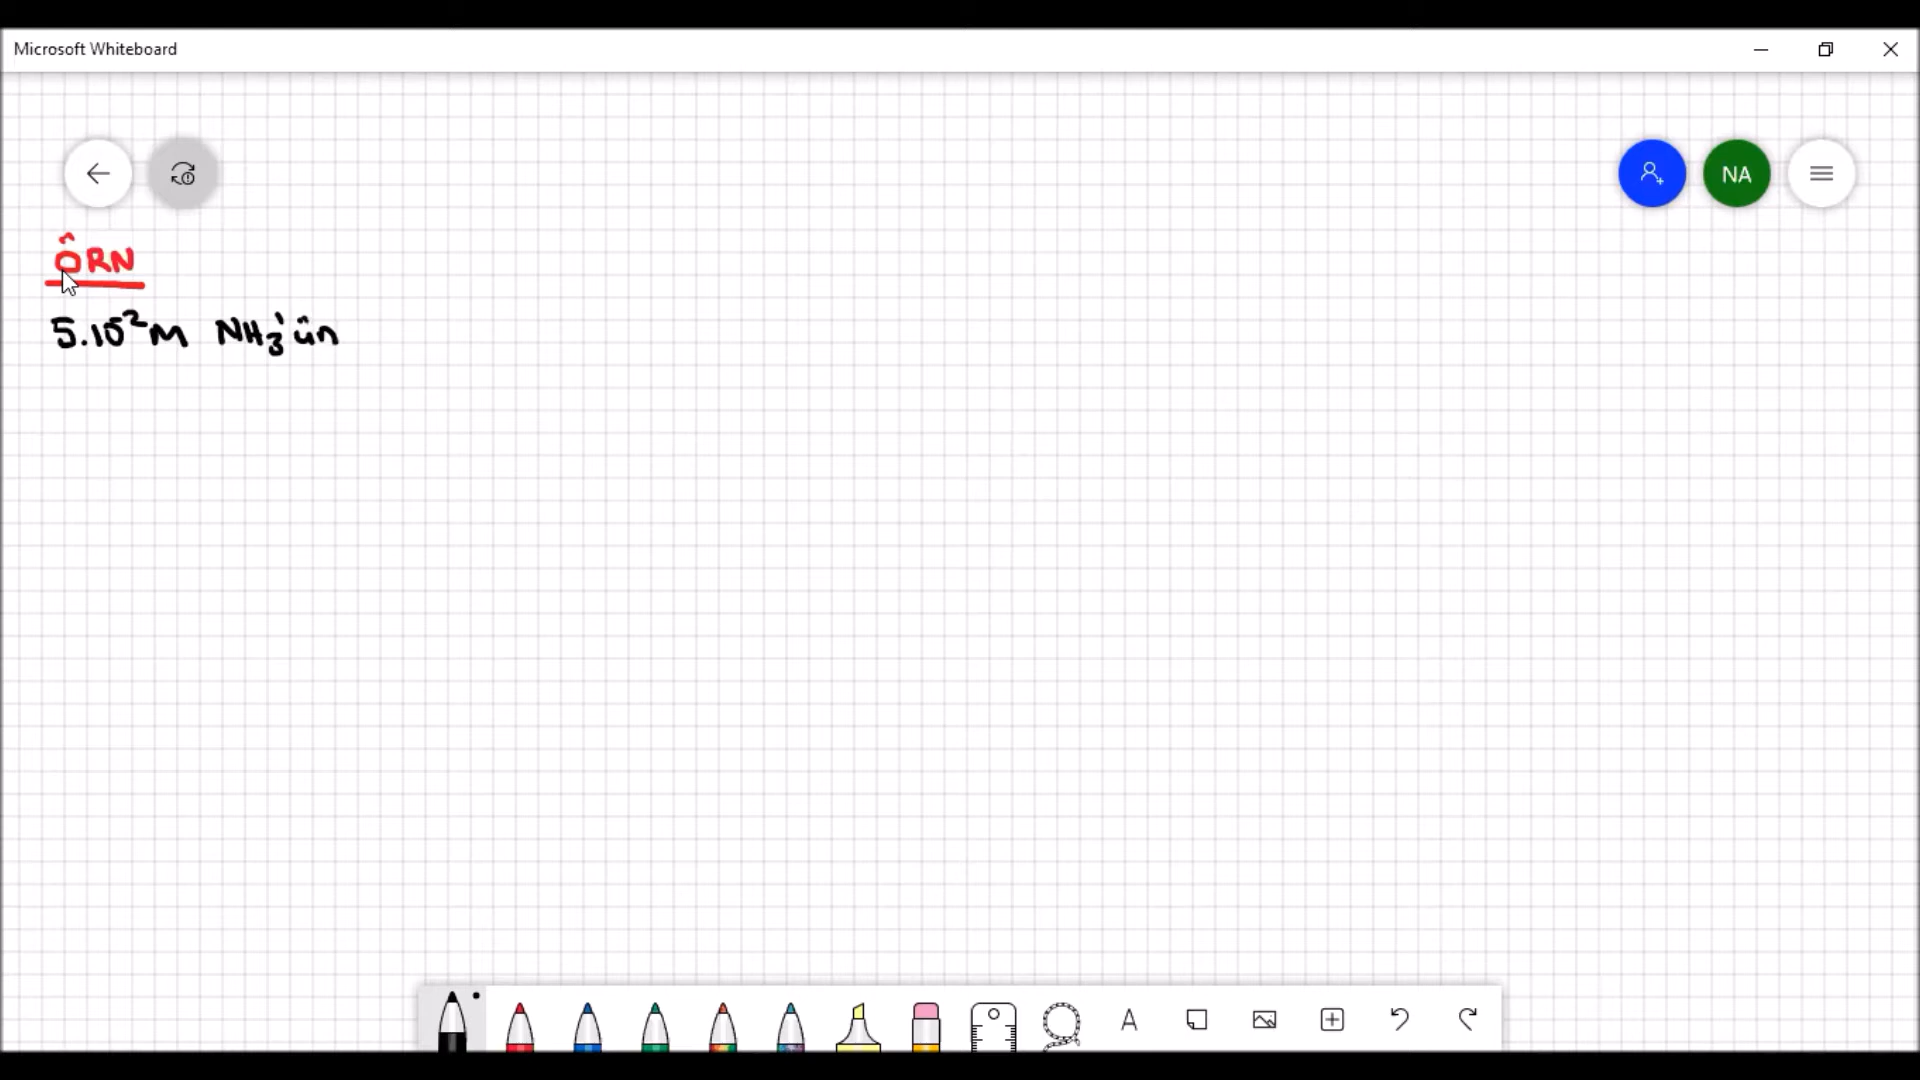 Microsoft Whiteboard
NA
ÖRN
5.10⁻²M NH₃'ün
A